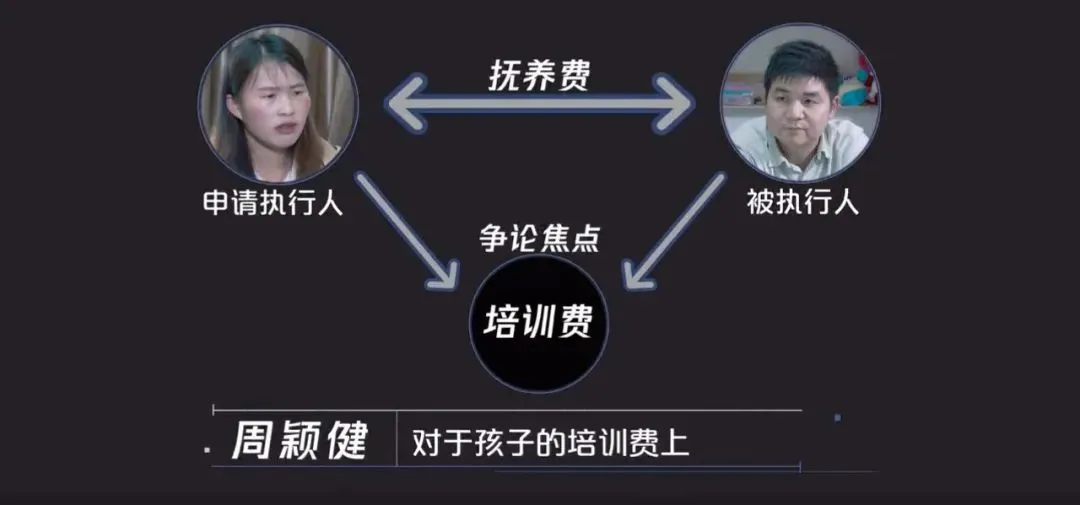 抚养费
申请执行人
被执行人
争论焦点
培训费
周颖健
对于孩子的培训费上